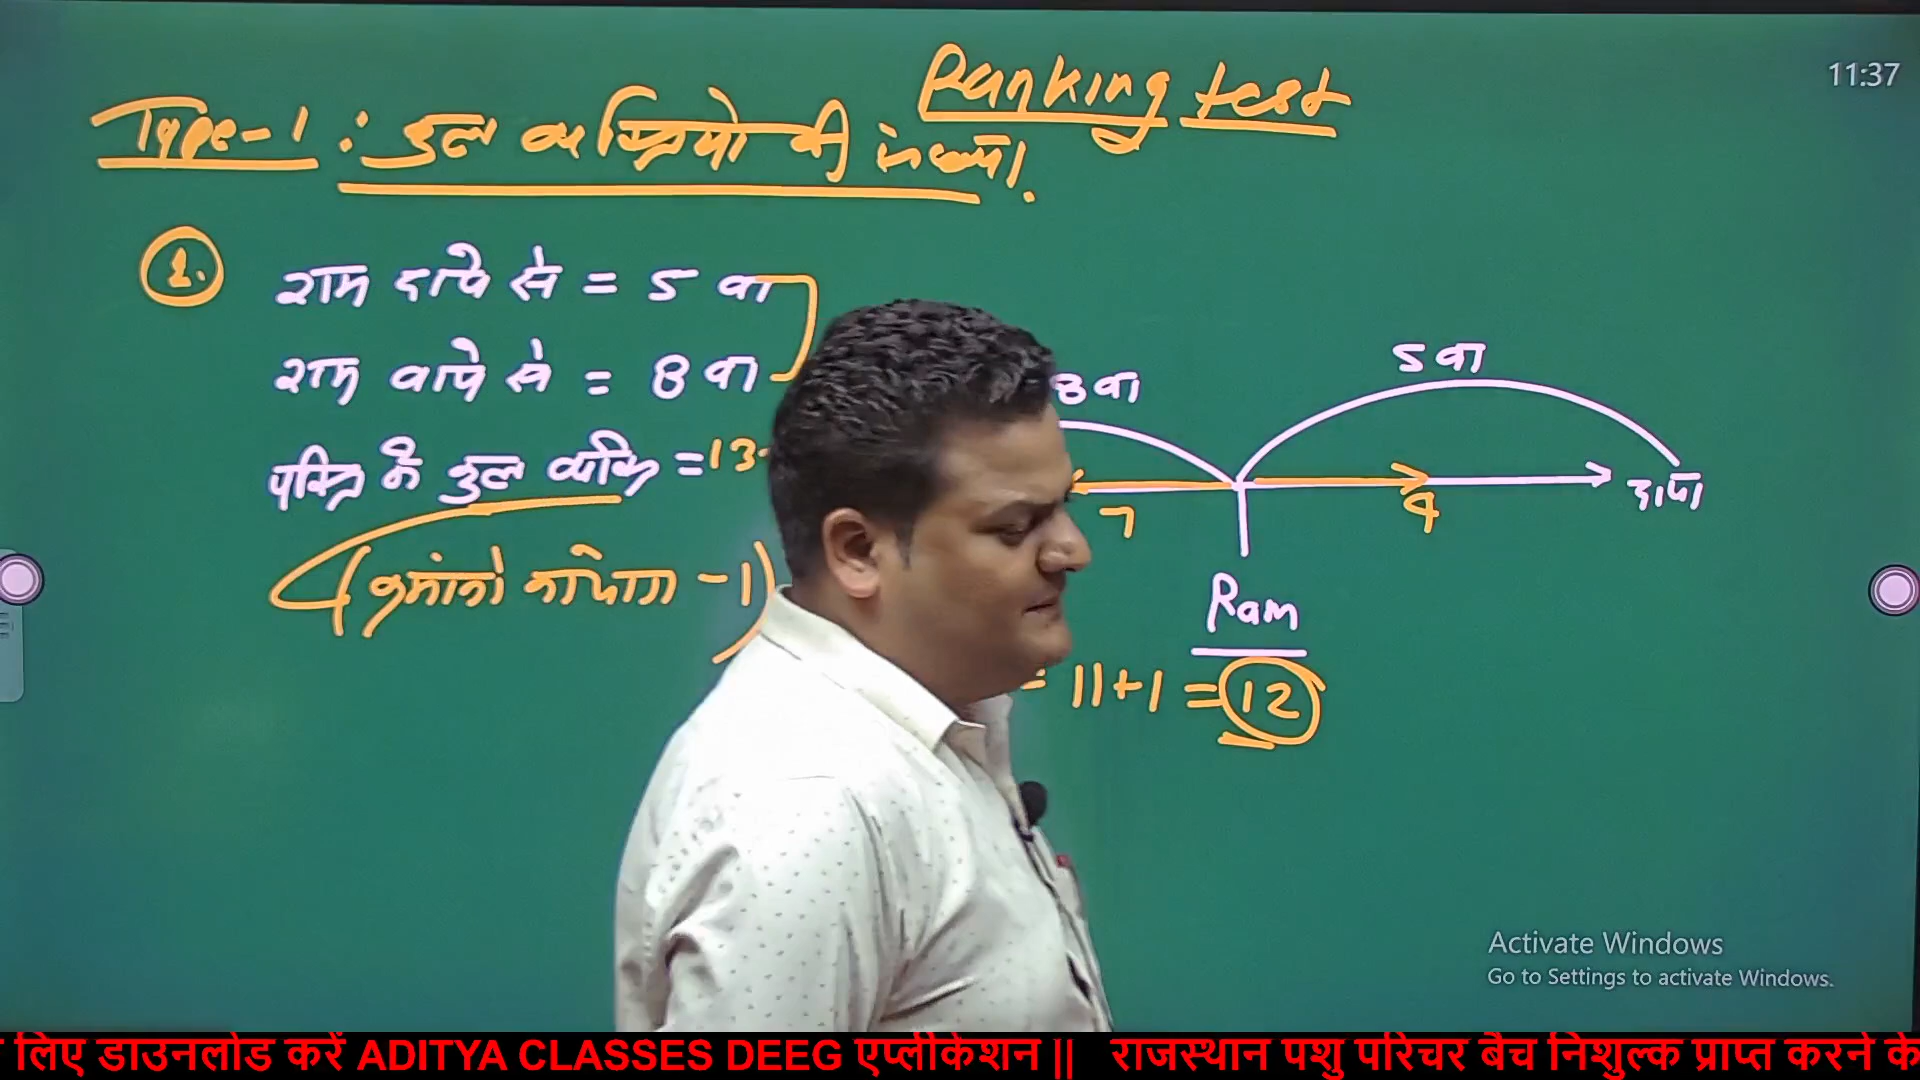 Ranking test
11:37
Type-1 : कुल व्यक्तियो की संख्या.
1.
राम दांये से = 5 वा
राम बांये से = 8 वा
पंक्ति के कुल व्यक्ति = 13-
(क्रमांको का योग - 1)
8 वा
5 वा
7
4
दांया
Ram
= 11+1 = 12
Activate Windows
Go to Settings to activate Windows.
लिए डाउनलोड करें ADITYA CLASSES DEEG एप्लीकेशन || राजस्थान पशु परिचर बैच निशुल्क प्राप्त करने के